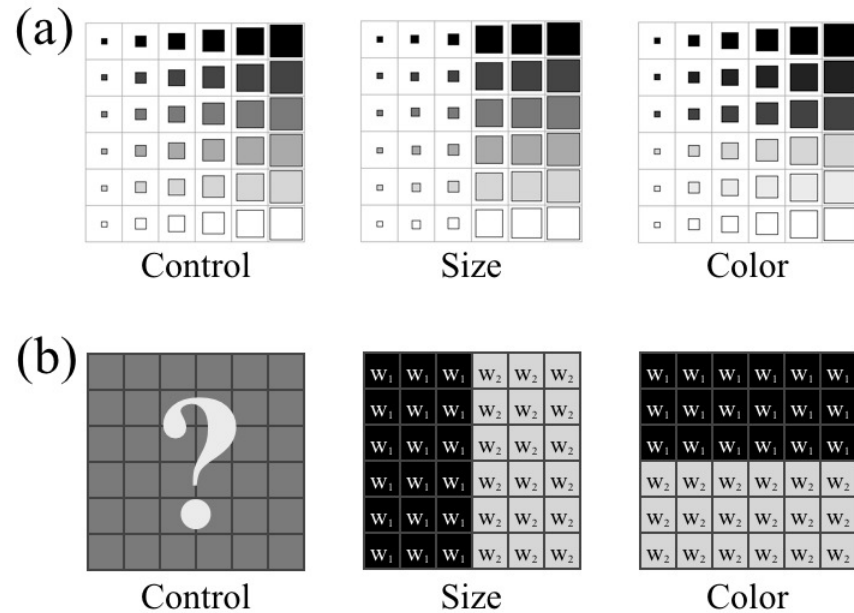 (a)
Control Size Color
(b)
?
W₁ W₁ W₁ W₂ W₂ W₂ W₁ W₁ W₁ W₁ W₁ W₁
W₁ W₁ W₁ W₂ W₂ W₂ W₁ W₁ W₁ W₁ W₁ W₁
W₁ W₁ W₁ W₂ W₂ W₂ W₁ W₁ W₁ W₁ W₁ W₁
W₁ W₁ W₁ W₂ W₂ W₂ W₂ W₂ W₂ W₂ W₂ W₂
W₁ W₁ W₁ W₂ W₂ W₂ W₂ W₂ W₂ W₂ W₂ W₂
W₁ W₁ W₁ W₂ W₂ W₂ W₂ W₂ W₂ W₂ W₂ W₂
Control Size Color